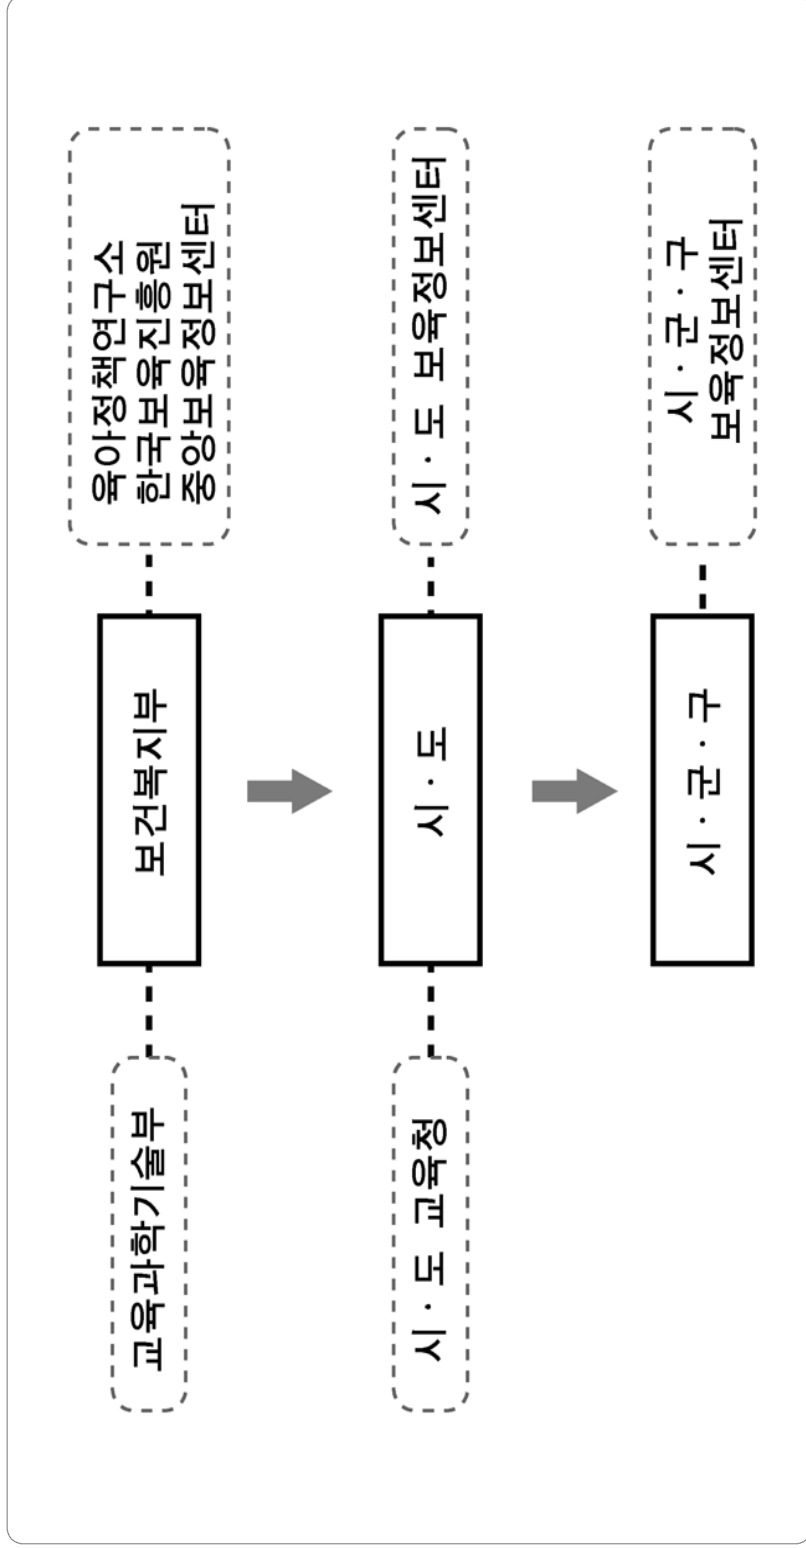 교육과학기술부
보건복지부
육아정책연구소
한국보육진흥원
중앙보육정보센터
시·도 교육청
시·도
시·도 보육정보센터
시·군·구
시·군·구
보육정보센터